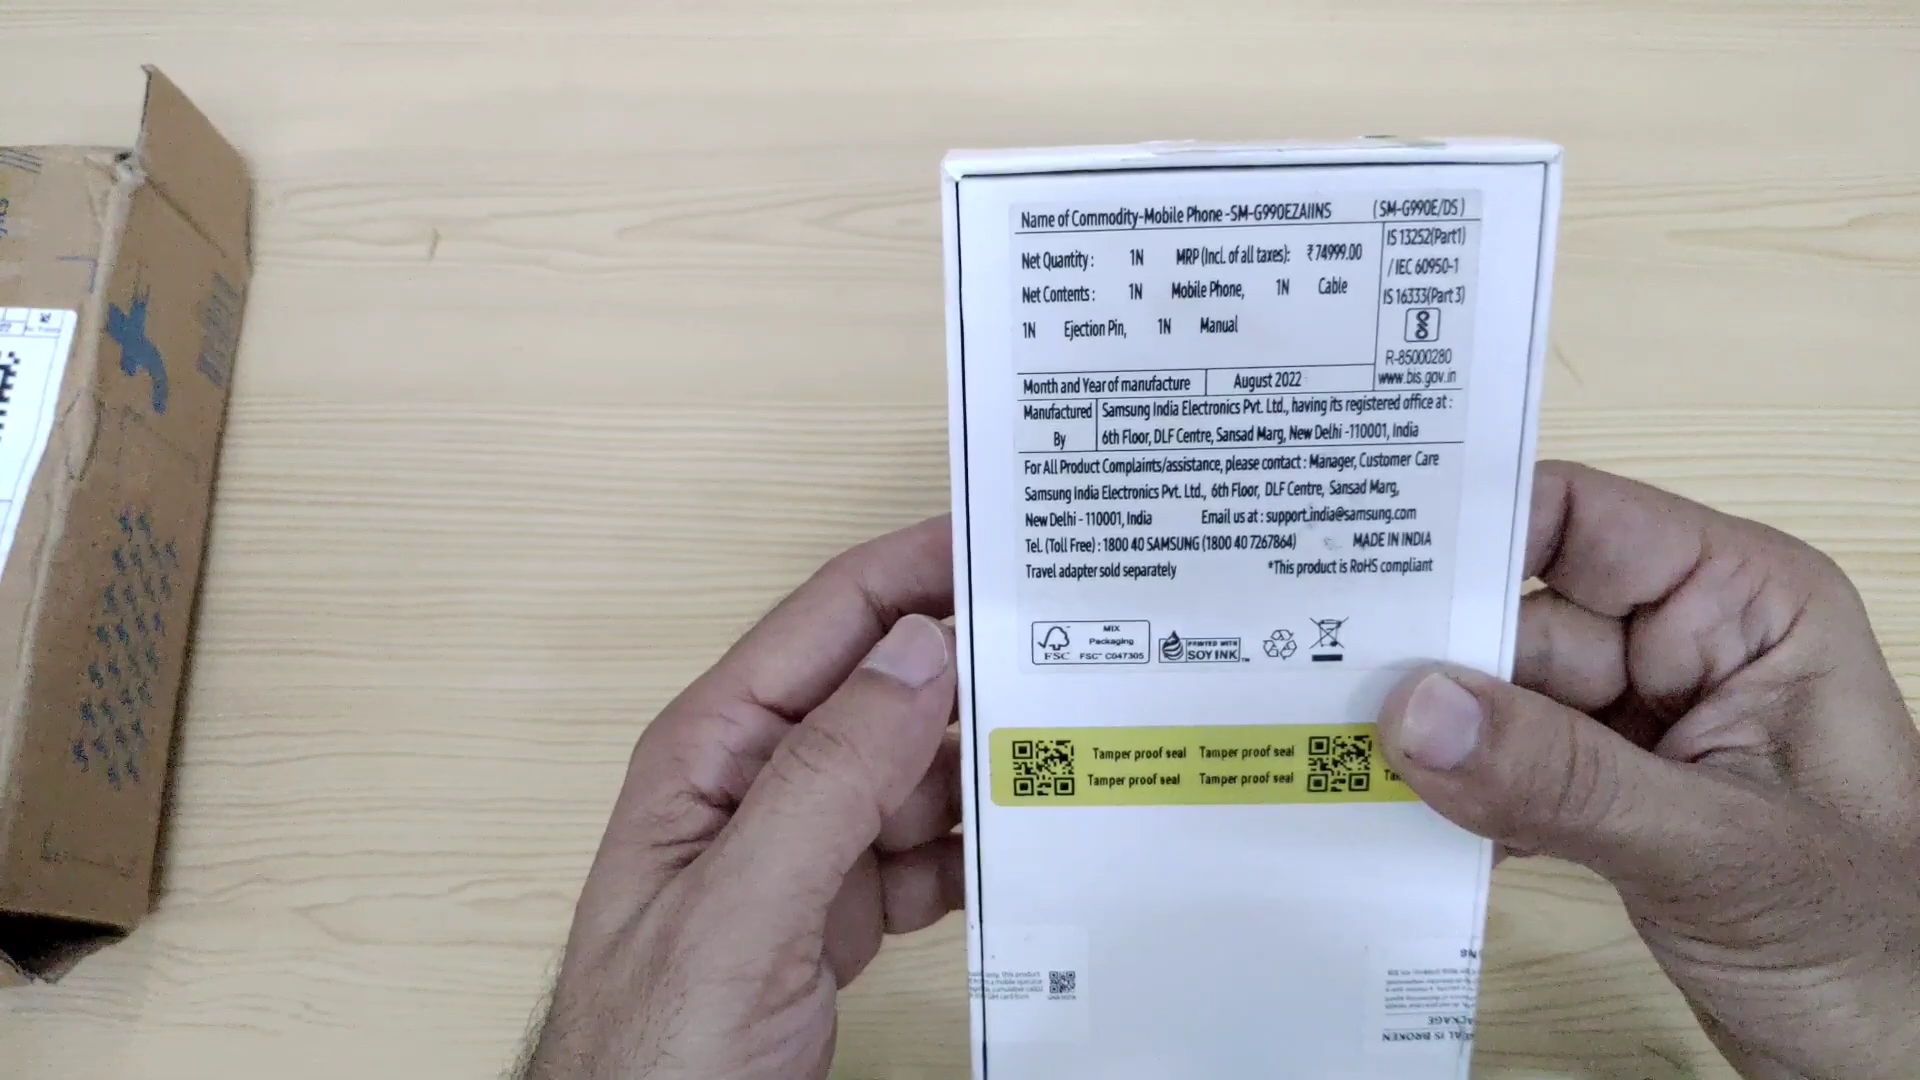 Name of Commodity-Mobile Phone -SM-G990EZAIINS (SM-G990E/DS)
Net Quantity : 1N MRP (Incl. of all taxes): ₹74999.00
Net Contents : 1N Mobile Phone, 1N Cable
1N Ejection Pin, 1N Manual
IS 13252(Part1)
/ IEC 60950-1
IS 16333(Part 3)
R-85000280
www.bis.gov.in
Month and Year of manufacture August 2022
Manufactured By
Samsung India Electronics Pvt. Ltd., having its registered office at :
6th Floor, DLF Centre, Sansad Marg, New Delhi -110001, India
For All Product Complaints/assistance, please contact : Manager, Customer Care
Samsung India Electronics Pvt. Ltd., 6th Floor, DLF Centre, Sansad Marg,
New Delhi - 110001, India Email us at : support.india@samsung.com
Tel. (Toll Free) : 1800 40 SAMSUNG (1800 40 7267864) MADE IN INDIA
Travel adapter sold separately *This product is RoHS compliant
MIX
Packaging
FSC FSC™ C047305
PRINTED WITH
SOY INK™
Tamper proof seal Tamper proof seal
Tamper proof seal Tamper proof seal
IS BROKEN